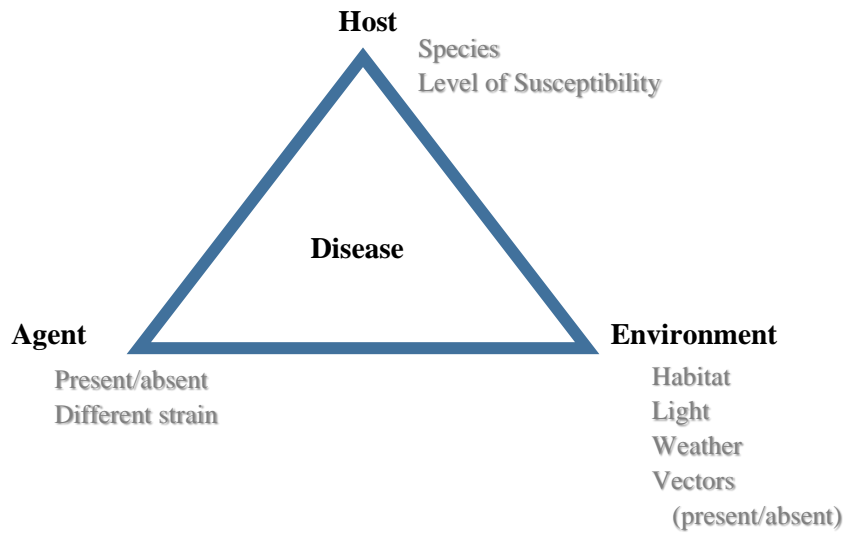 Host
Species
Level of Susceptibility
Disease
Agent
Present/absent
Different strain
Environment
Habitat
Light
Weather
Vectors
(present/absent)